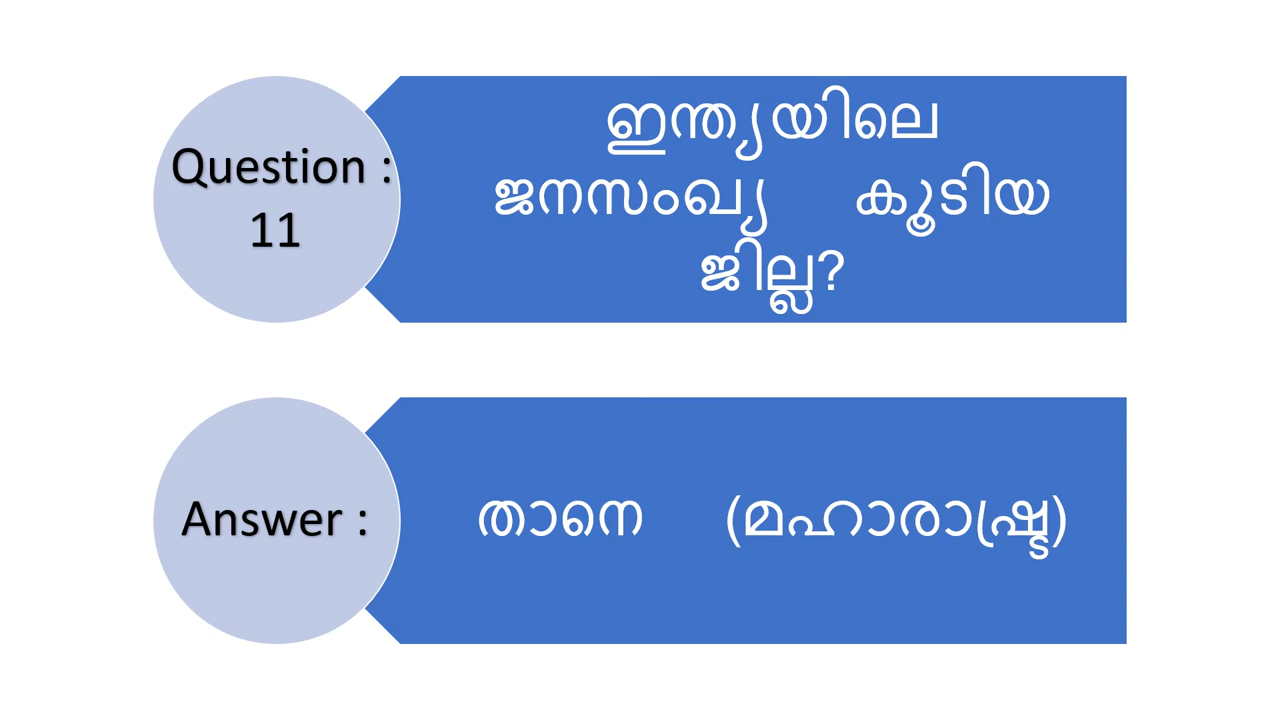 Question :
11
ഇന്ത്യയിലെ
ജനസംഖ്യ കൂടിയ
ജില്ല?
Answer :
താനെ (മഹാരാഷ്ട്ര)